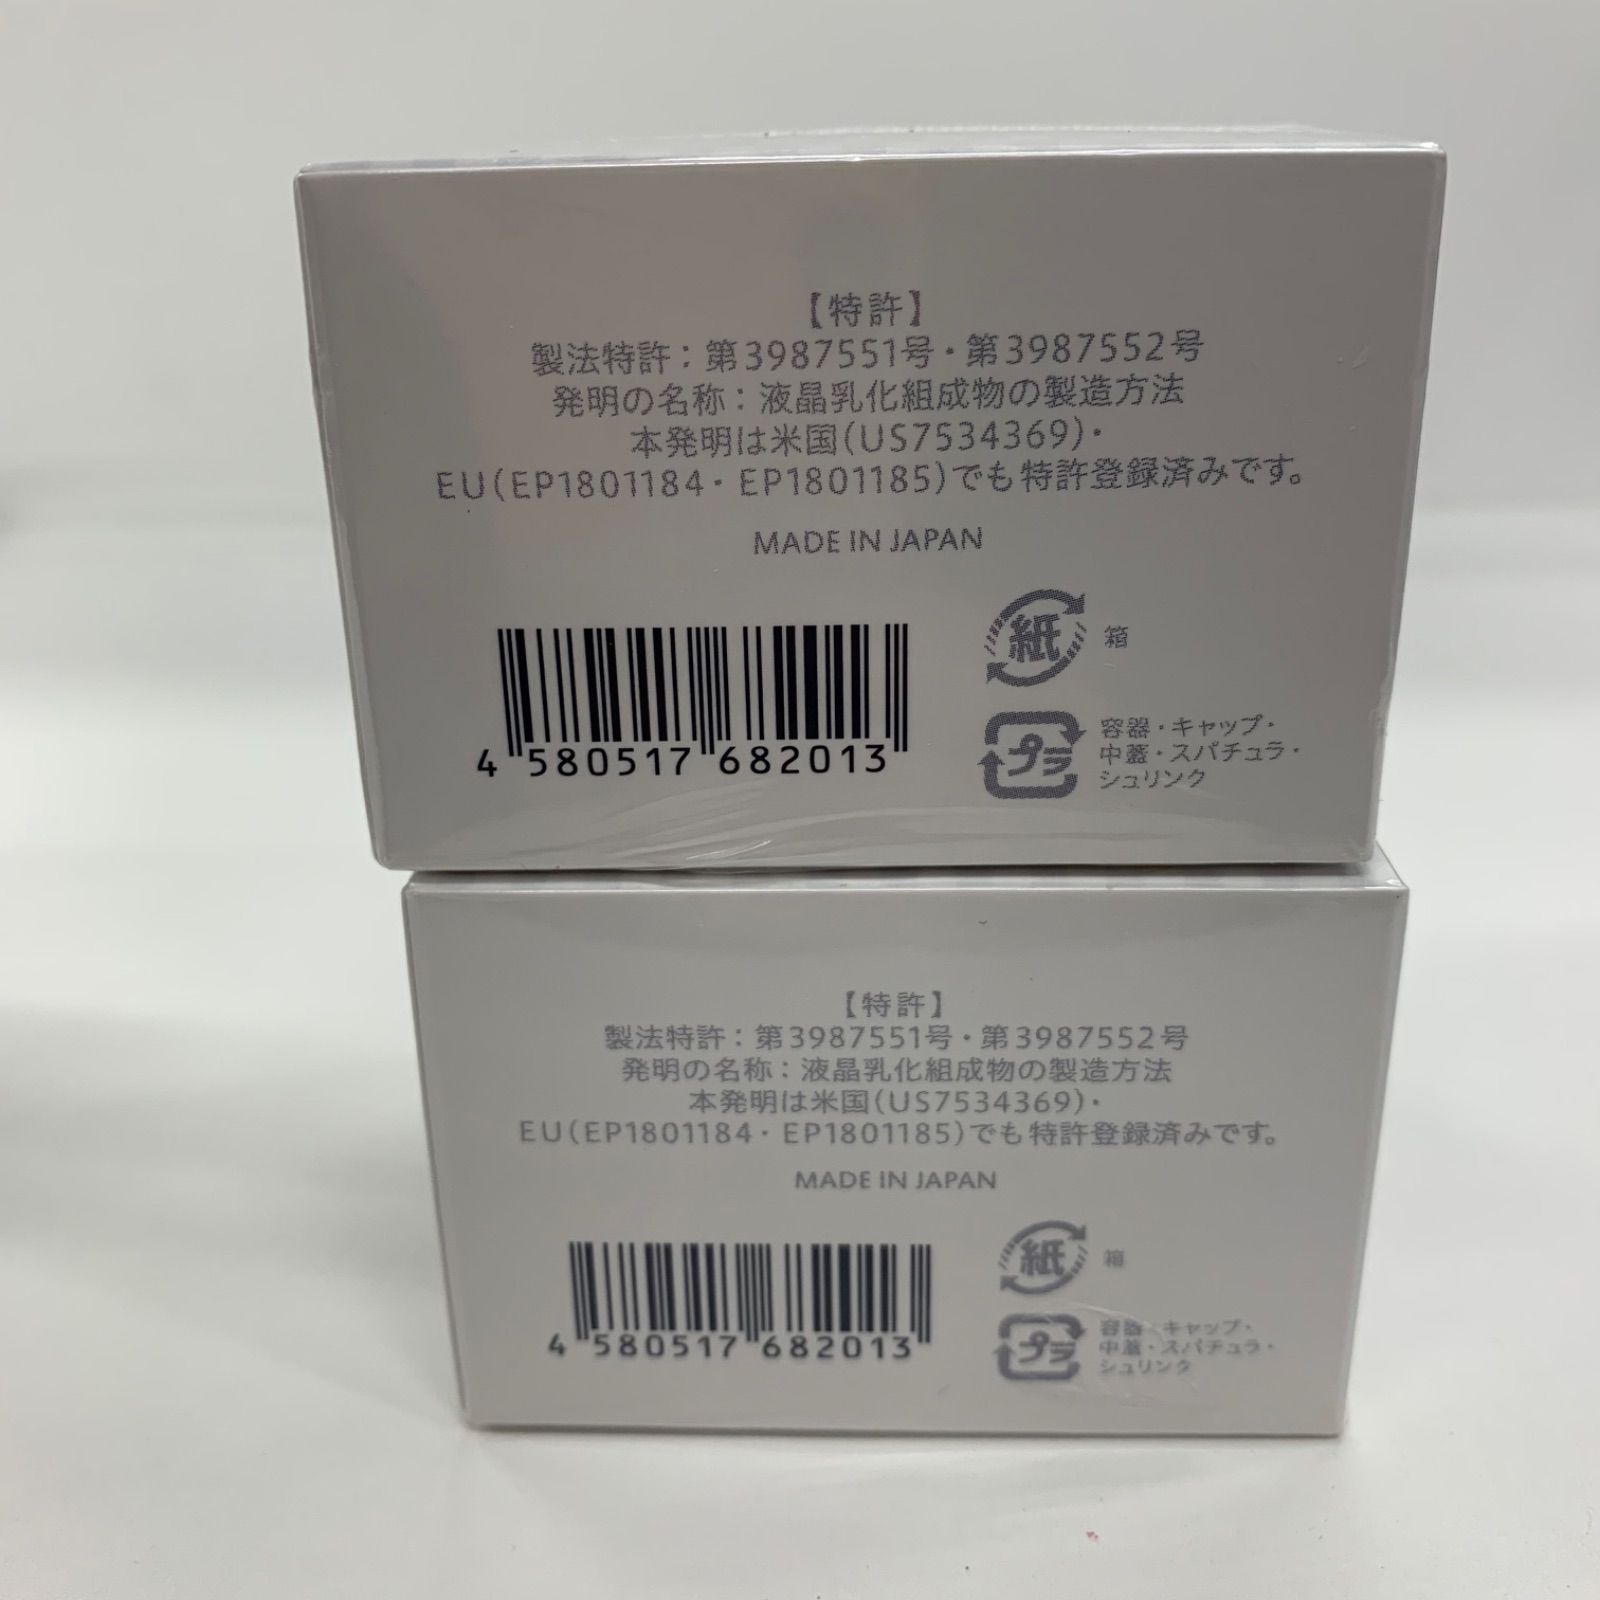 【特許】
製法特許：第3987551号・第3987552号
発明の名称：液晶乳化組成物の製造方法
本発明は米国(US7534369)・
EU(EP1801184・EP1801185)でも特許登録済みです。
MADE IN JAPAN
紙 箱
プラ 容器・キャップ・
中蓋・スパチュラ・
シュリンク
4 580517 682013
【特許】
製法特許：第3987551号・第3987552号
発明の名称：液晶乳化組成物の製造方法
本発明は米国(US7534369)・
EU(EP1801184・EP1801185)でも特許登録済みです。
MADE IN JAPAN
紙 箱
プラ 容器・キャップ・
中蓋・スパチュラ・
シュリンク
4 580517 682013